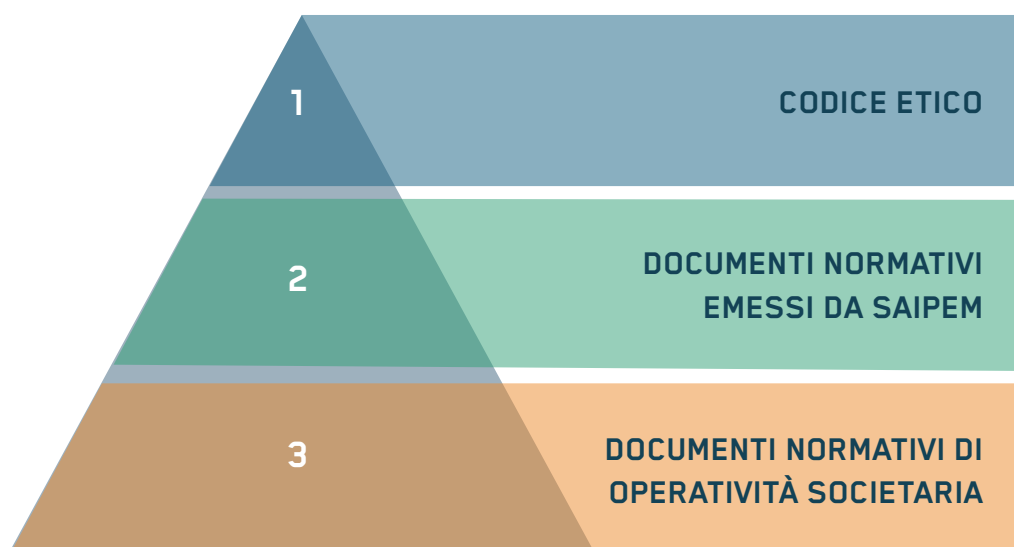 1
CODICE ETICO
2
DOCUMENTI NORMATIVI
EMESSI DA SAIPEM
3
DOCUMENTI NORMATIVI DI
OPERATIVITÀ SOCIETARIA